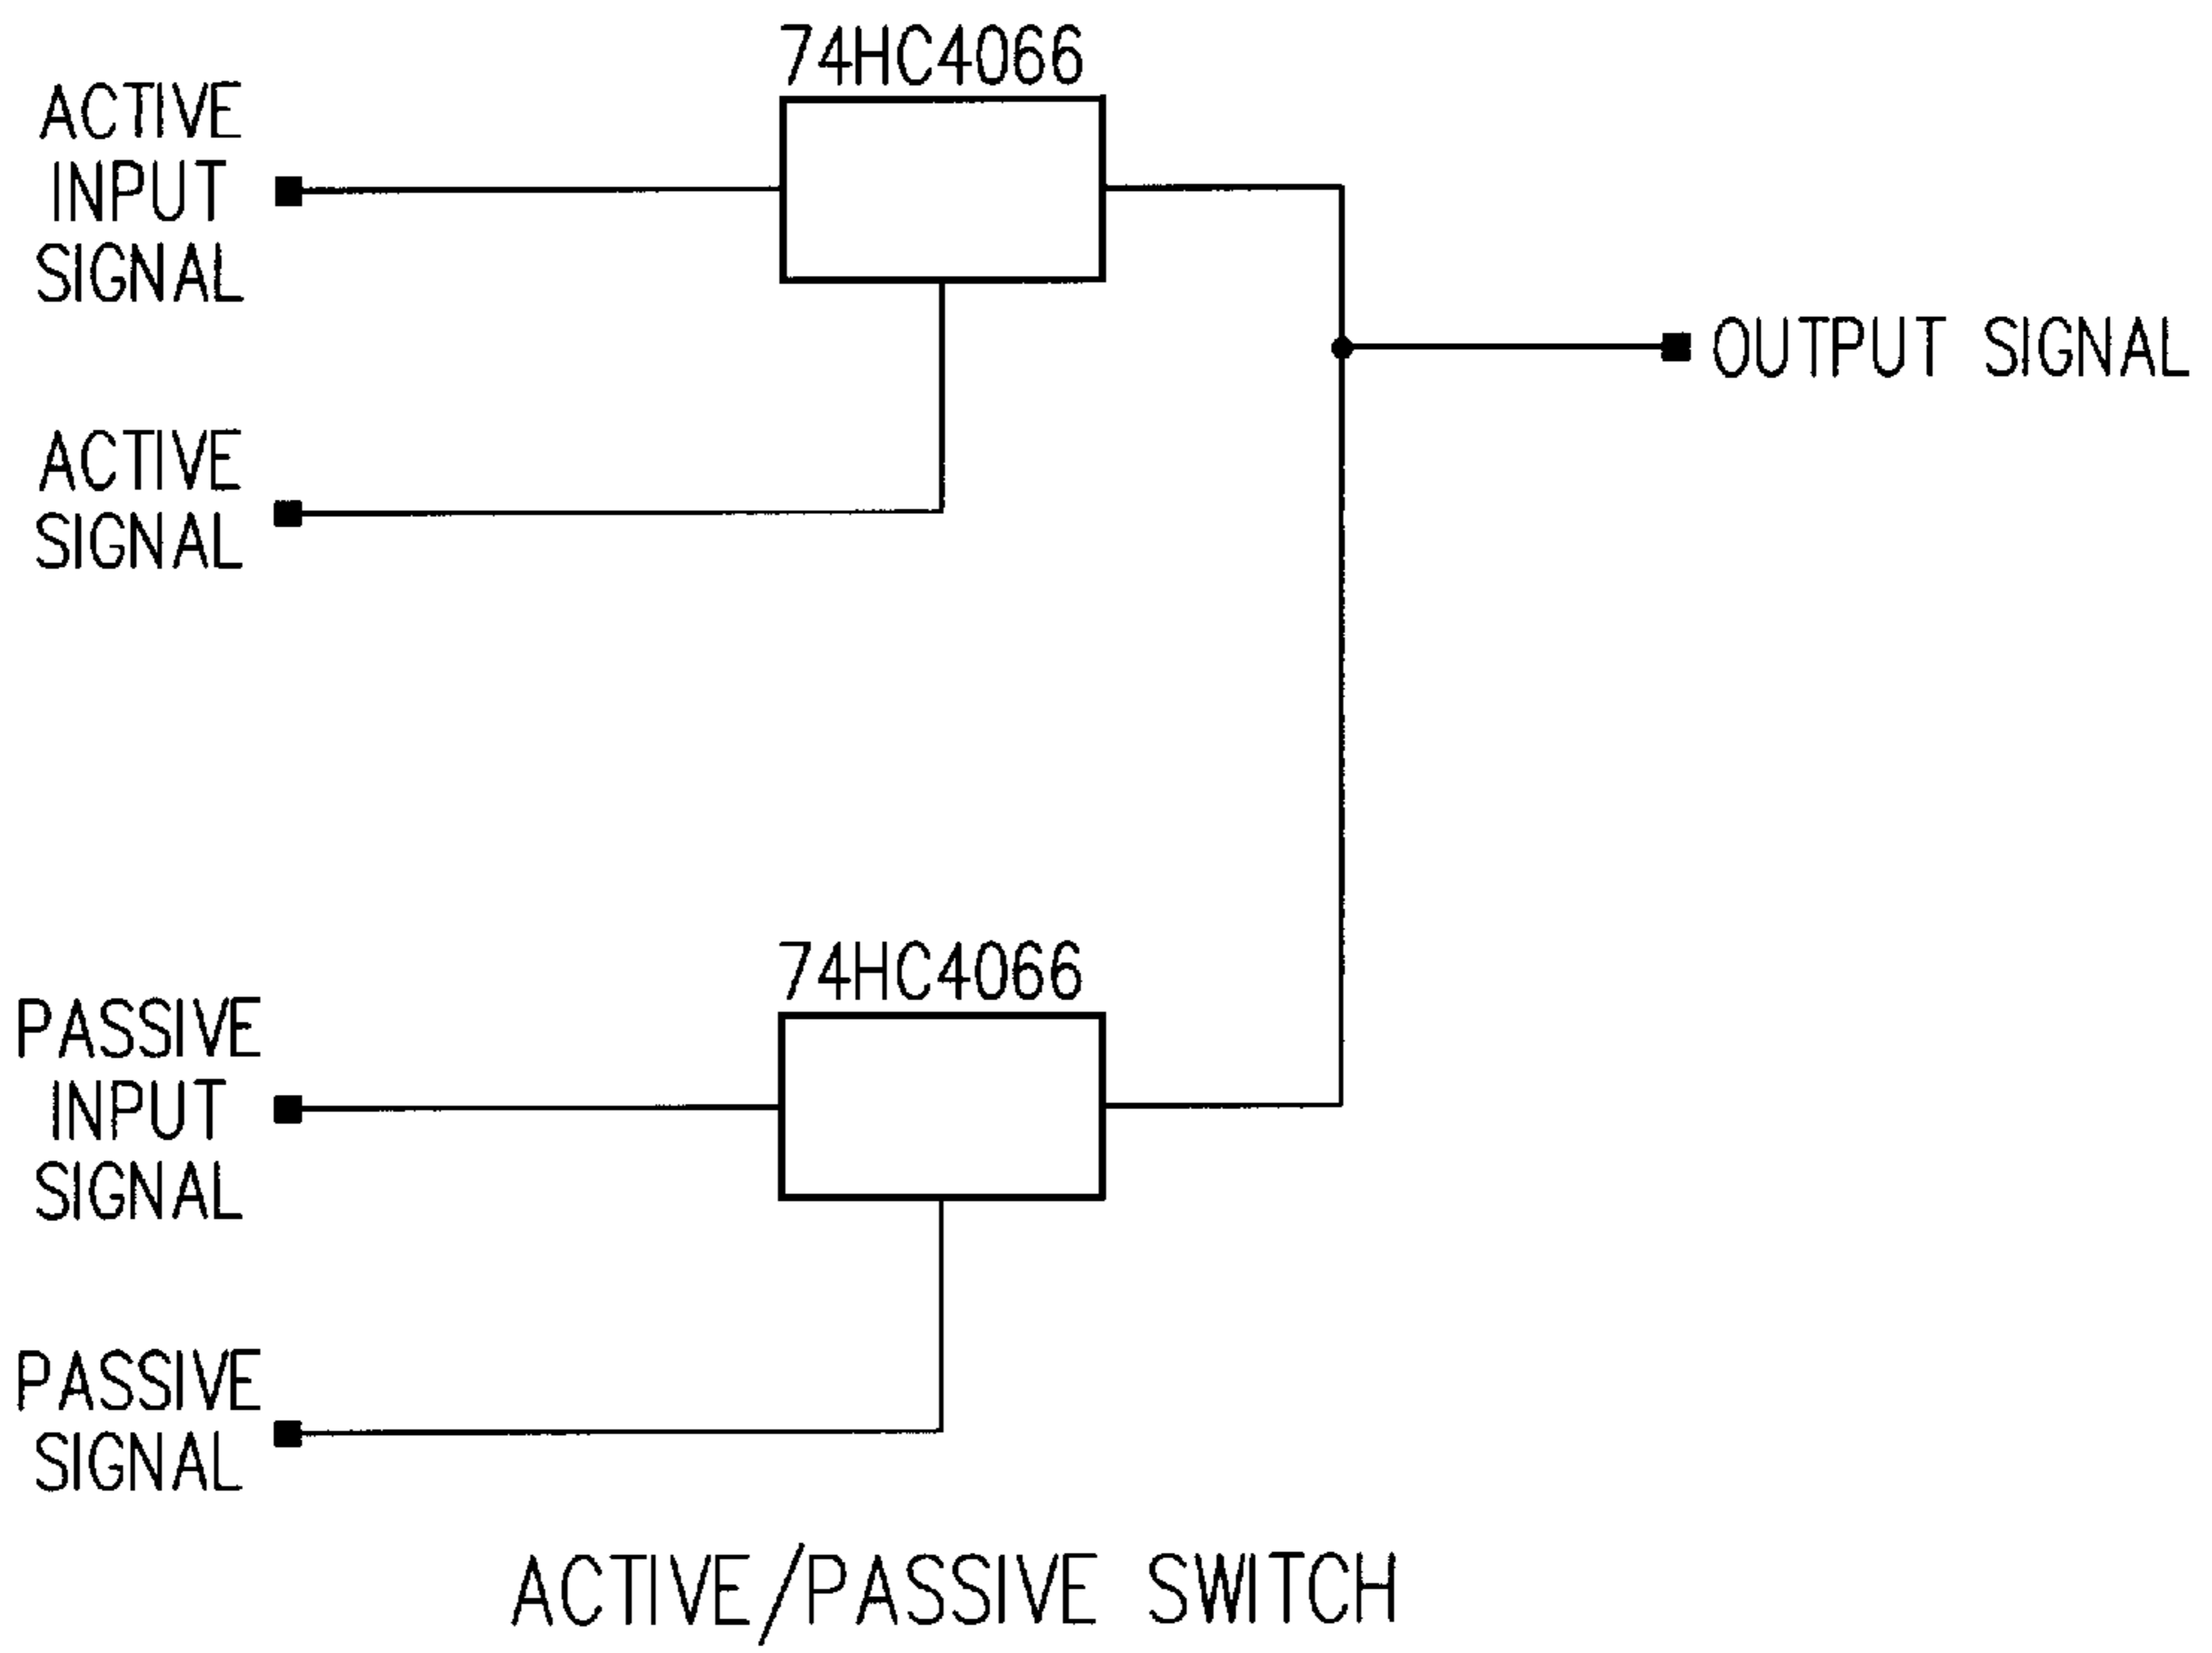 74HC4066
ACTIVE
INPUT
SIGNAL
OUTPUT SIGNAL
ACTIVE
SIGNAL
74HC4066
PASSIVE
INPUT
SIGNAL
PASSIVE
SIGNAL
ACTIVE/PASSIVE SWITCH